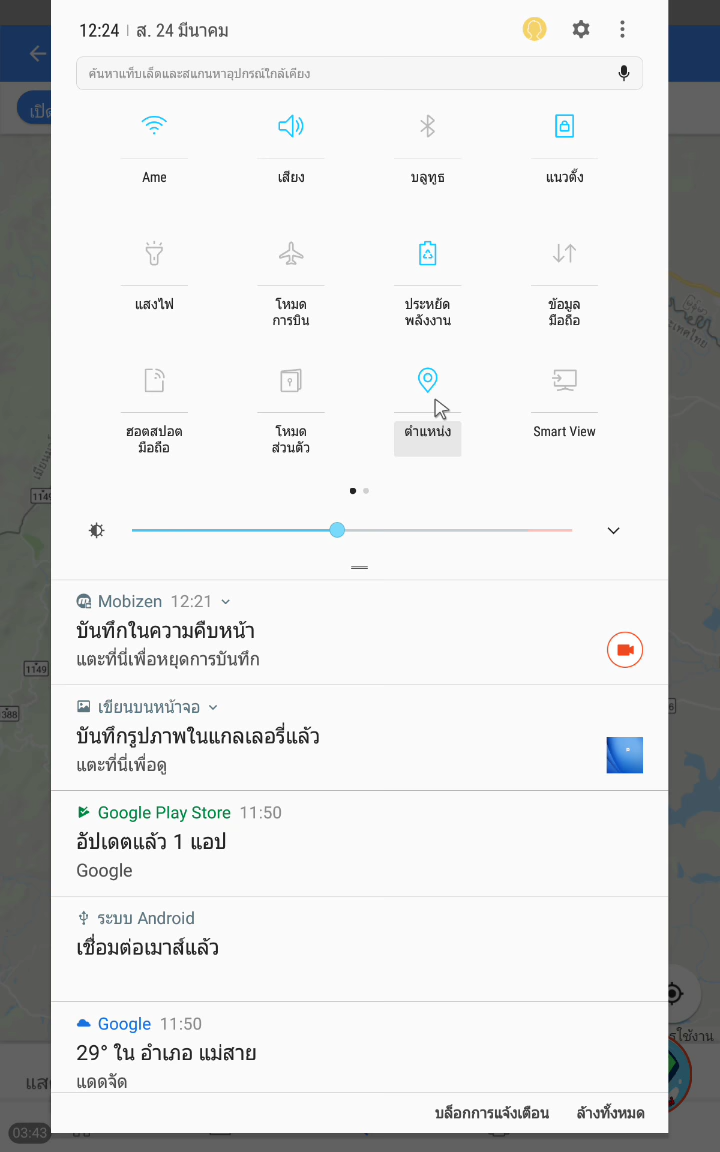 12:24 ส. 24 มีนาคม
ค้นหาแท็บเล็ตและสแกนหาอุปกรณ์ใกล้เคียง
Ame เสียง บลูทูธ แนวตั้ง
แสงไฟ โหมด ประหยัด ข้อมูล
การบิน พลังงาน มือถือ
ฮอตสปอต โหมด ตำแหน่ง Smart View
มือถือ ส่วนตัว
Mobizen 12:21
บันทึกในความคืบหน้า
แตะที่นี่เพื่อหยุดการบันทึก
เขียนบนหน้าจอ
บันทึกรูปภาพในแกลเลอรี่แล้ว
แตะที่นี่เพื่อดู
Google Play Store 11:50
อัปเดตแล้ว 1 แอป
Google
ระบบ Android
เชื่อมต่อเมาส์แล้ว
Google 11:50
29° ใน อำเภอ แม่สาย
แดดจัด
บล็อกการแจ้งเตือน ล้างทั้งหมด
เปิด
1149
388
03:43